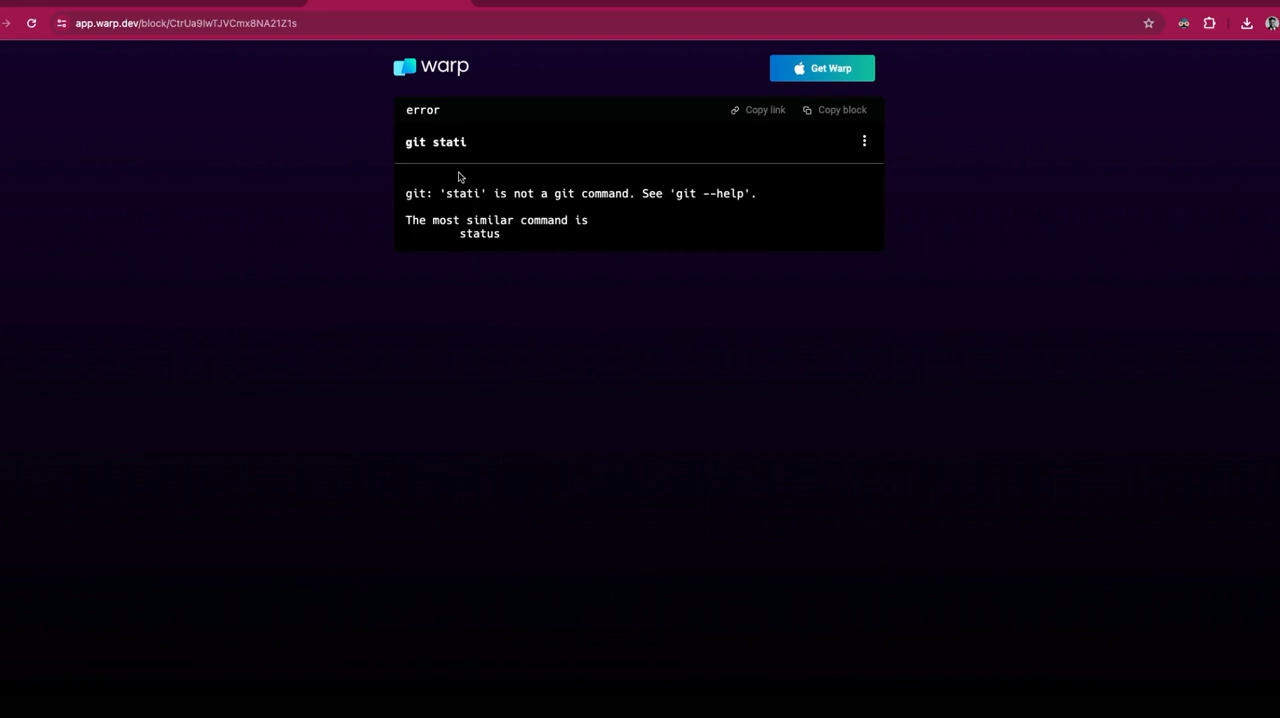 app.warp.dev/block/CtrUa9lwTJVCmx8NA21Z1s
warp
Get Warp
error
Copy link
Copy block
git stati
git: 'stati' is not a git command. See 'git --help'.
The most similar command is
status